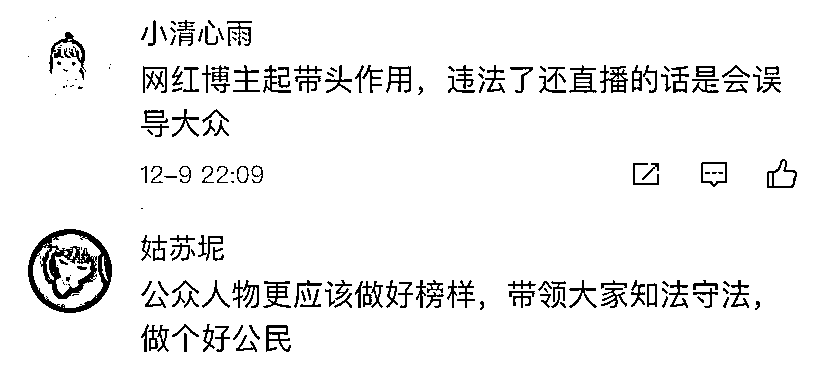 小清心雨
网红博主起带头作用，违法了还直播的话是会误
导大众
12-9 22:09
姑苏坭
公众人物更应该做好榜样，带领大家知法守法，
做个好公民